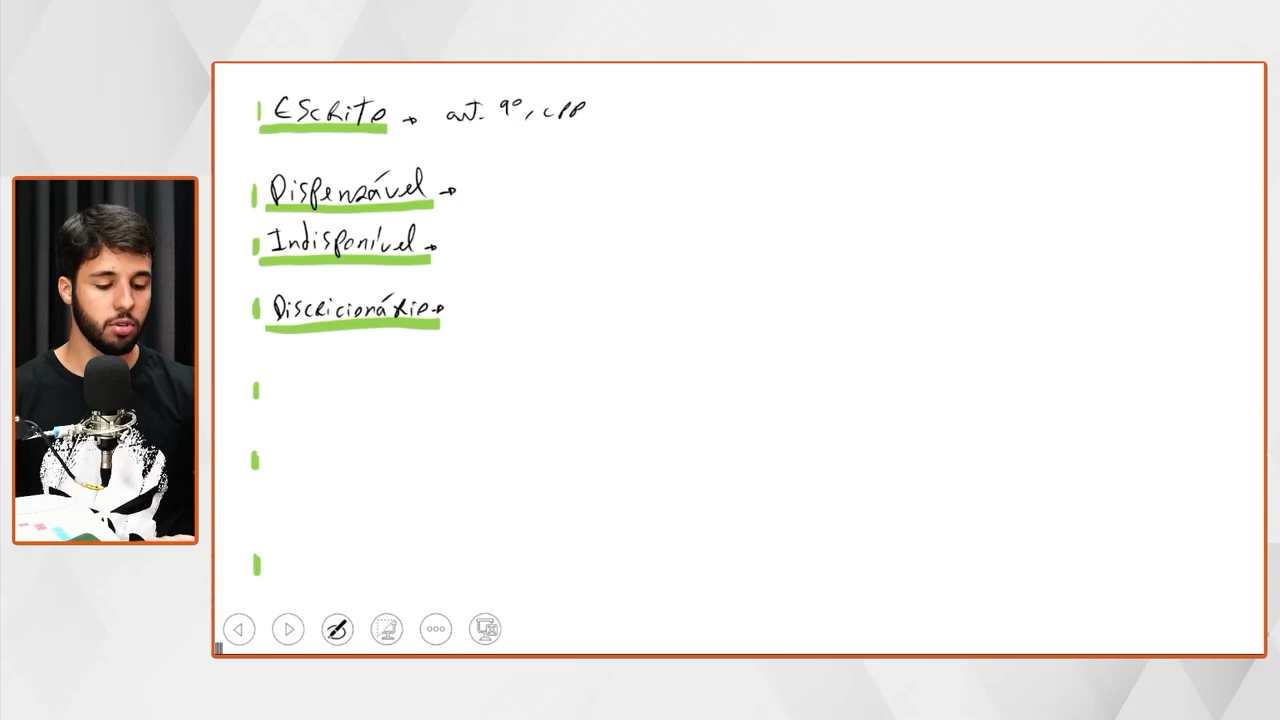 Escrito → art. 9º, CPP
Dispensável →
Indisponível →
Discricionário →